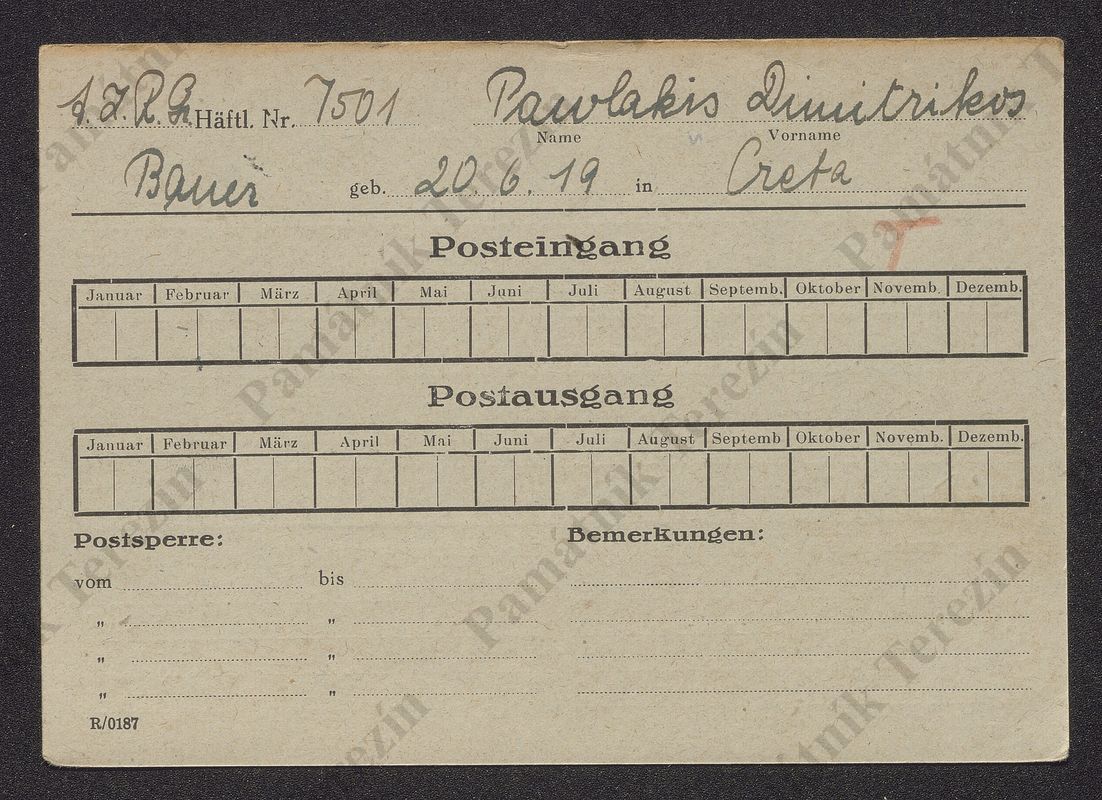 A. Z. R. G. Häftl. Nr. 7501 Pawlakis Dimitrikos
Name Vorname
Bauer geb. 20. 6. 19 in Creta
Posteingang
Januar Februar März April Mai Juni Juli August Septemb. Oktober Novemb. Dezemb.
Postausgang
Januar Februar März April Mai Juni Juli August Septemb Oktober Novemb. Dezemb.
Postsperre: Bemerkungen:
vom bis
" "
" "
" "
R/0187
Památník Terezín